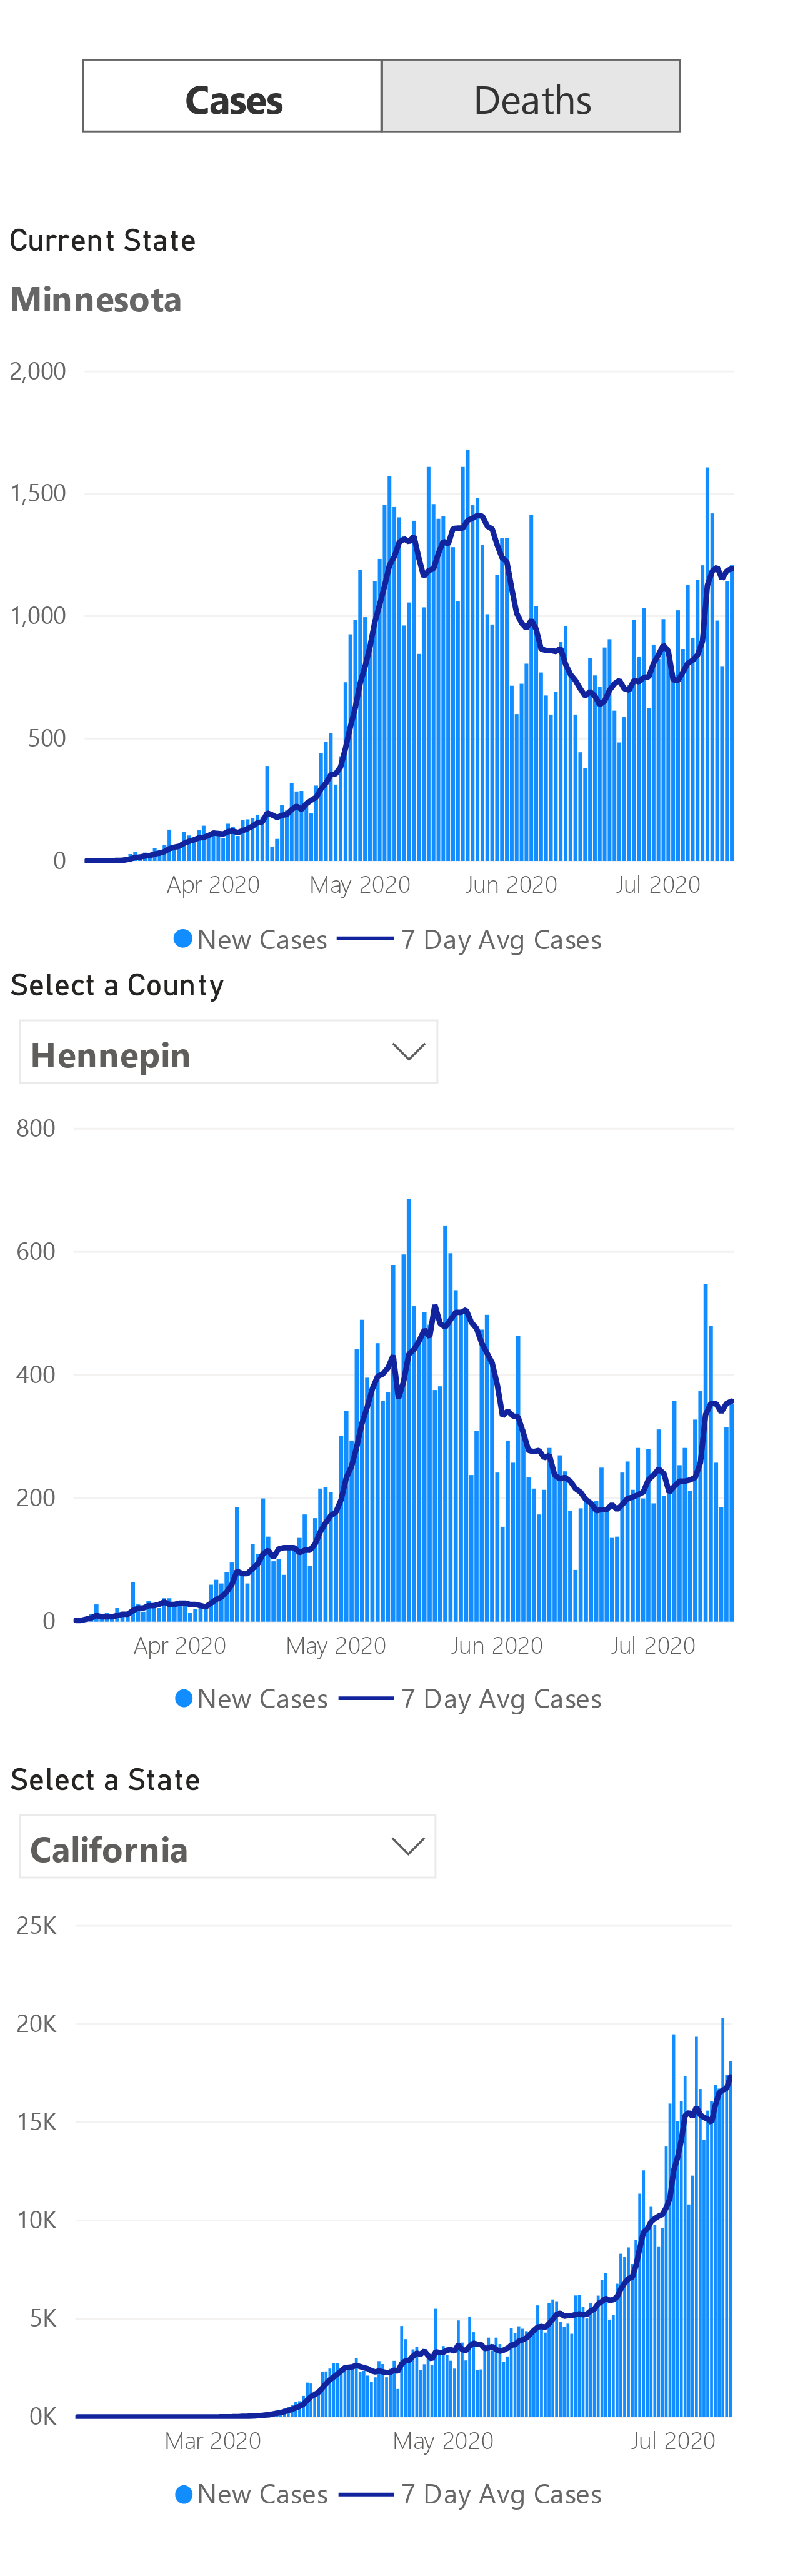 Cases Deaths
Current State
Minnesota
2,000
1,500
1,000
500
0
Apr 2020 May 2020 Jun 2020 Jul 2020
New Cases 7 Day Avg Cases
Select a County
Hennepin
800
600
400
200
0
Apr 2020 May 2020 Jun 2020 Jul 2020
New Cases 7 Day Avg Cases
Select a State
California
25K
20K
15K
10K
5K
0K
Mar 2020 May 2020 Jul 2020
New Cases 7 Day Avg Cases